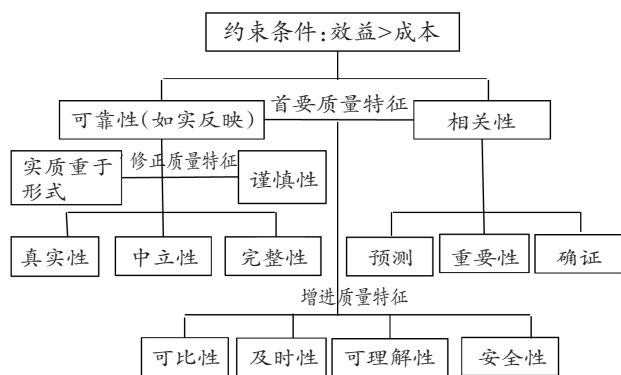 约束条件:效益>成本
首要质量特征
可靠性(如实反映)
相关性
实质重于
形式
修正质量特征
谨慎性
真实性
中立性
完整性
预测
重要性
确证
增进质量特征
可比性
及时性
可理解性
安全性